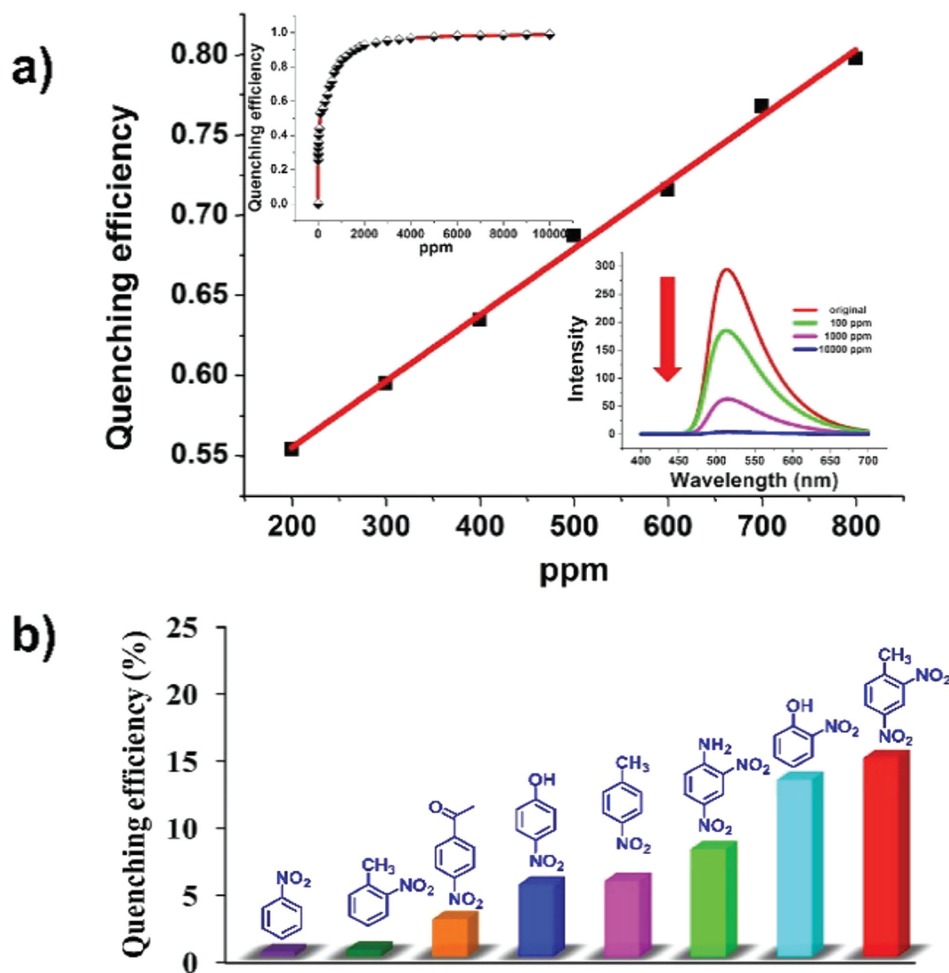 a)
Quenching efficiency
0.80
0.75
0.70
0.65
0.60
0.55
200 300 400 500 600 700 800
ppm
Quenching efficiency
1.0
0.8
0.6
0.4
0.2
0.0
0 2000 4000 6000 8000 10000
ppm
Intensity
300
250
200
150
100
50
0
400 450 500 550 600 650 700
Wavelength (nm)
original
100 ppm
1000 ppm
10000 ppm
b)
Quenching efficiency (%)
25
20
15
10
5
0
NO₂
CH₃
NO₂
O
NO₂
OH
NO₂
CH₃
NO₂
NH₂
NO₂
NO₂
OH
NO₂
CH₃
NO₂
NO₂